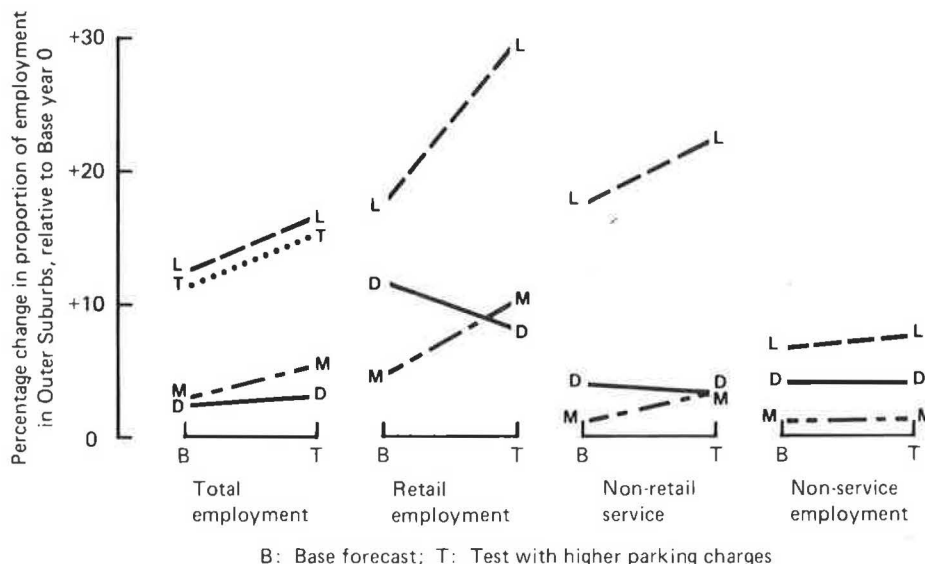 Percentage change in proportion of employment
in Outer Suburbs, relative to Base year 0
+30
+20
+10
0
L
L
T
T
M
M
D
D
B
T
Total
employment
L
L
D
M
M
D
B
T
Retail
employment
L
L
D
D
M
M
B
T
Non-retail
service
L
L
D
D
M
M
B
T
Non-service
employment
B: Base forecast; T: Test with higher parking charges